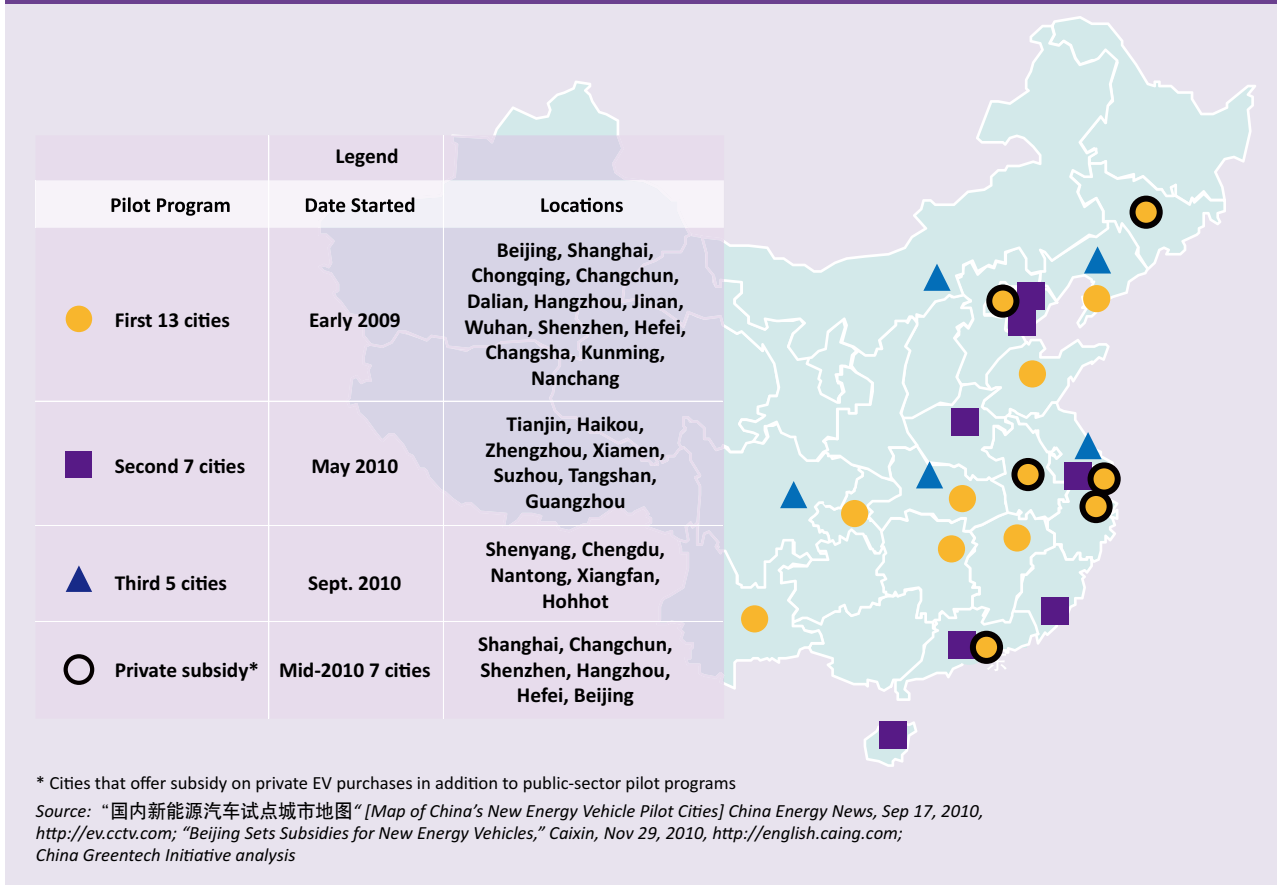 Legend
Pilot Program Date Started Locations
First 13 cities Early 2009
Beijing, Shanghai,
Chongqing, Changchun,
Dalian, Hangzhou, Jinan,
Wuhan, Shenzhen, Hefei,
Changsha, Kunming,
Nanchang
Second 7 cities May 2010
Tianjin, Haikou,
Zhengzhou, Xiamen,
Suzhou, Tangshan,
Guangzhou
Third 5 cities Sept. 2010
Shenyang, Chengdu,
Nantong, Xiangfan,
Hohhot
Private subsidy* Mid-2010 7 cities
Shanghai, Changchun,
Shenzhen, Hangzhou,
Hefei, Beijing
* Cities that offer subsidy on private EV purchases in addition to public-sector pilot programs
Source: “国内新能源汽车试点城市地图“ [Map of China’s New Energy Vehicle Pilot Cities] China Energy News, Sep 17, 2010,
http://ev.cctv.com; “Beijing Sets Subsidies for New Energy Vehicles,” Caixin, Nov 29, 2010, http://english.caing.com;
China Greentech Initiative analysis